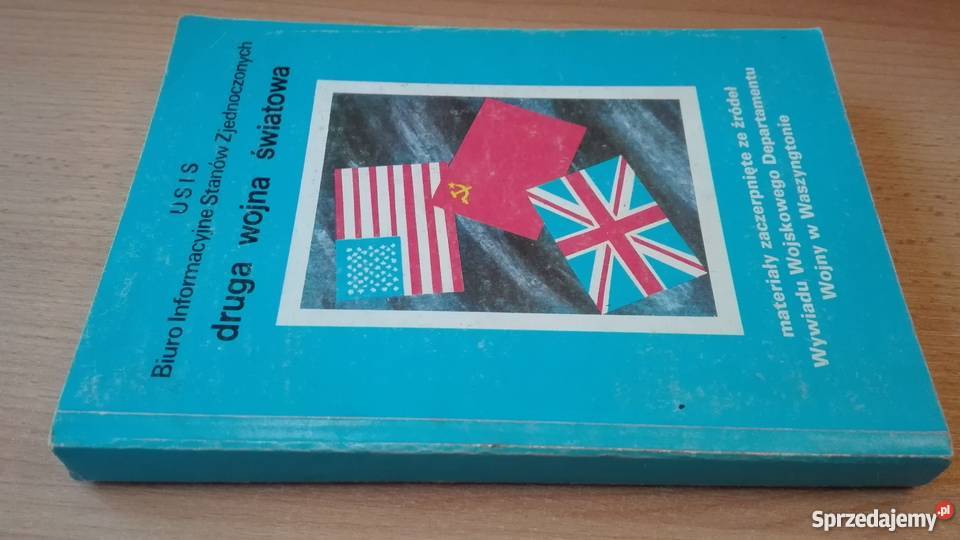 USIS
Biuro Informacyjne Stanów Zjednoczonych
druga wojna światowa
materiały zaczerpnięte ze źródeł
Wywiadu Wojskowego Departamentu
Wojny w Waszyngtonie
Sprzedajemy.pl